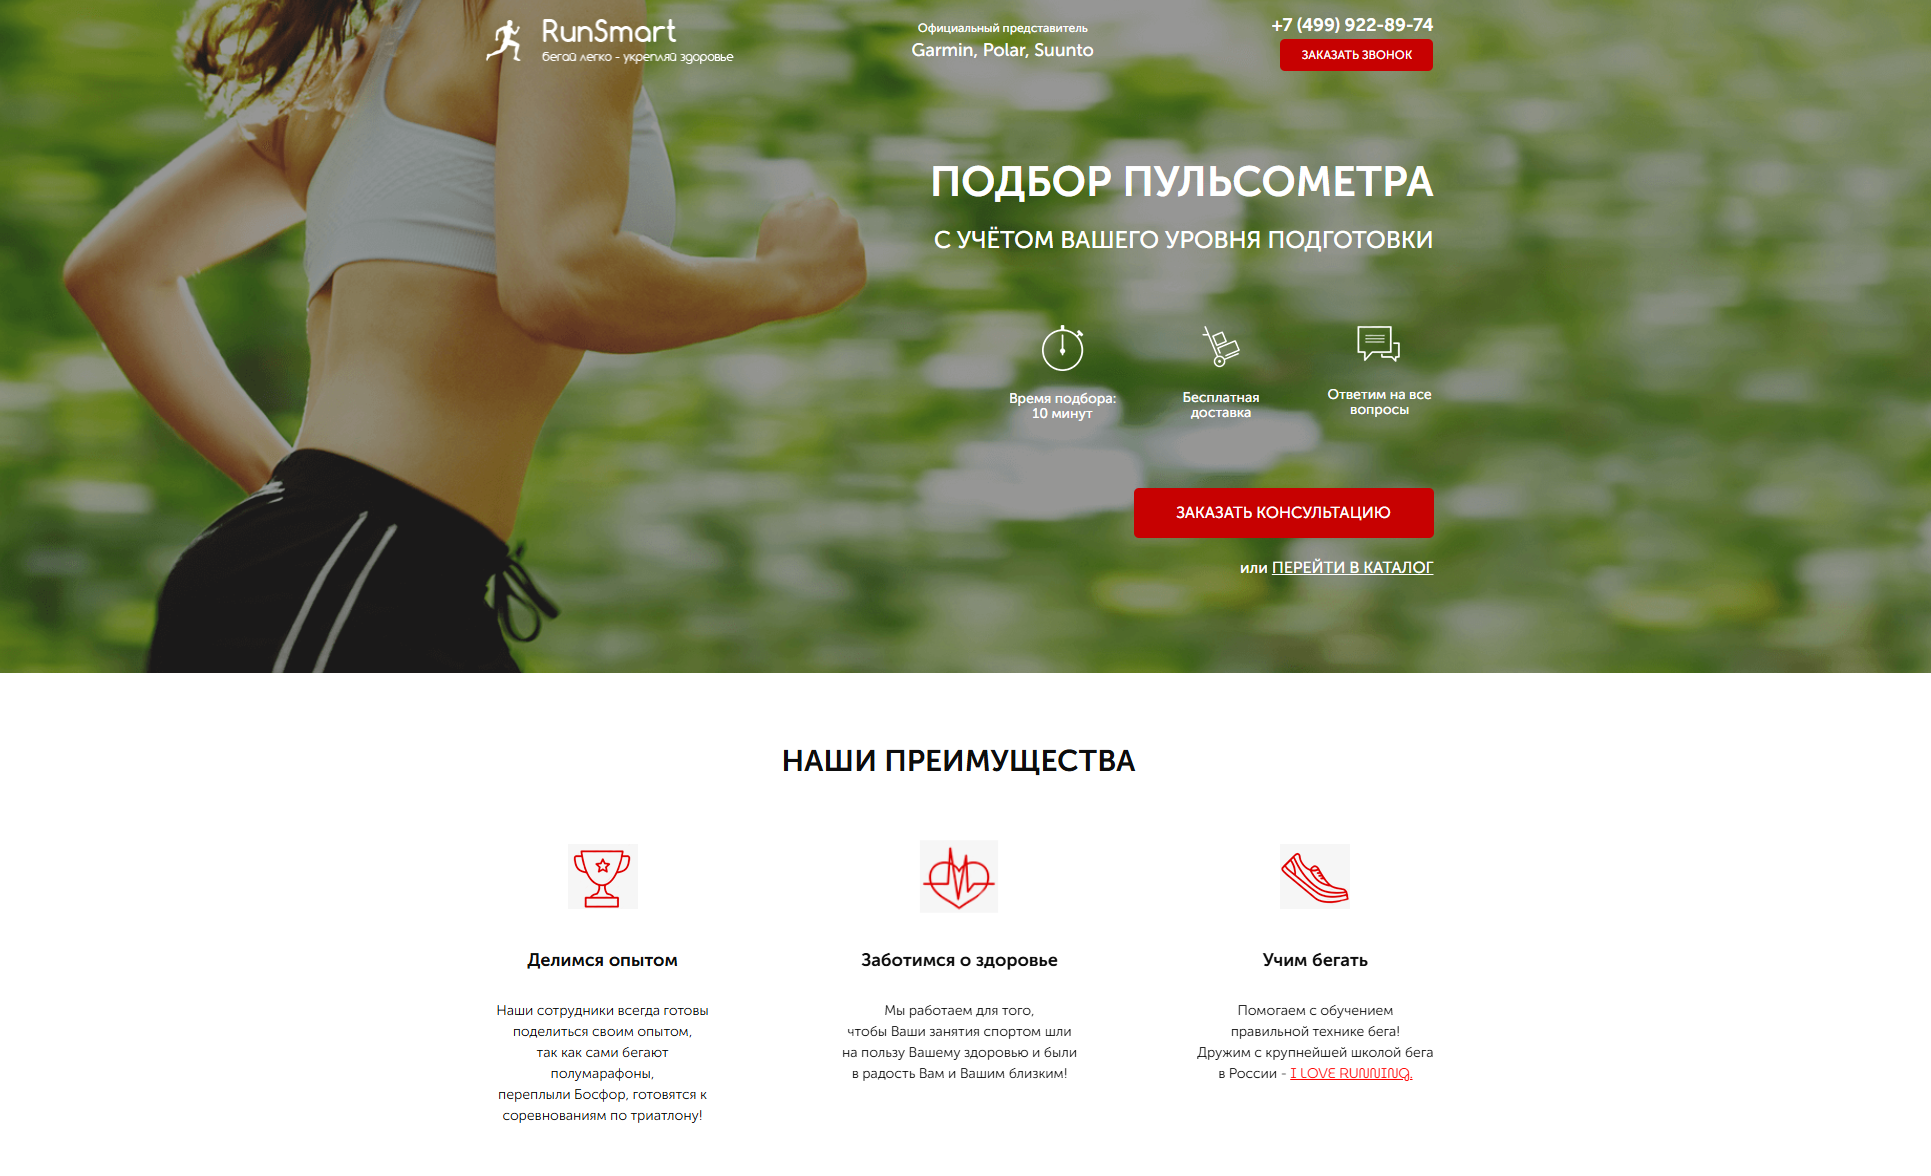 RunSmart
бегай легко - укрепляй здоровье
Официальный представитель
Garmin, Polar, Suunto
+7 (499) 922-89-74
ЗАКАЗАТЬ ЗВОНОК
ПОДБОР ПУЛЬСОМЕТРА
С УЧЁТОМ ВАШЕГО УРОВНЯ ПОДГОТОВКИ
Время подбора:
10 минут
Бесплатная
доставка
Ответим на все
вопросы
ЗАКАЗАТЬ КОНСУЛЬТАЦИЮ
или ПЕРЕЙТИ В КАТАЛОГ
НАШИ ПРЕИМУЩЕСТВА
Делимся опытом
Наши сотрудники всегда готовы
поделиться своим опытом,
так как сами бегают
полумарафоны,
переплыли Босфор, готовятся к
соревнованиям по триатлону!
Заботимся о здоровье
Мы работаем для того,
чтобы Ваши занятия спортом шли
на пользу Вашему здоровью и были
в радость Вам и Вашим близким!
Учим бегать
Помогаем с обучением
правильной технике бега!
Дружим с крупнейшей школой бега
в России - I LOVE RUNNING.